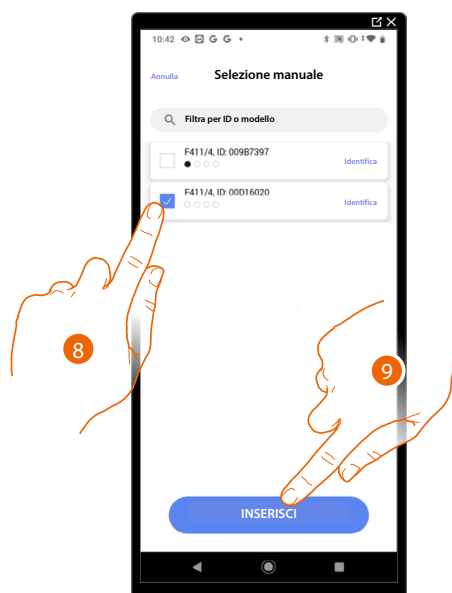 10:42 G G
Annulla Selezione manuale
Filtra per ID o modello
F411/4, ID: 009B7397
Identifica
F411/4, ID: 00D16020
Identifica
8
9
INSERISCI